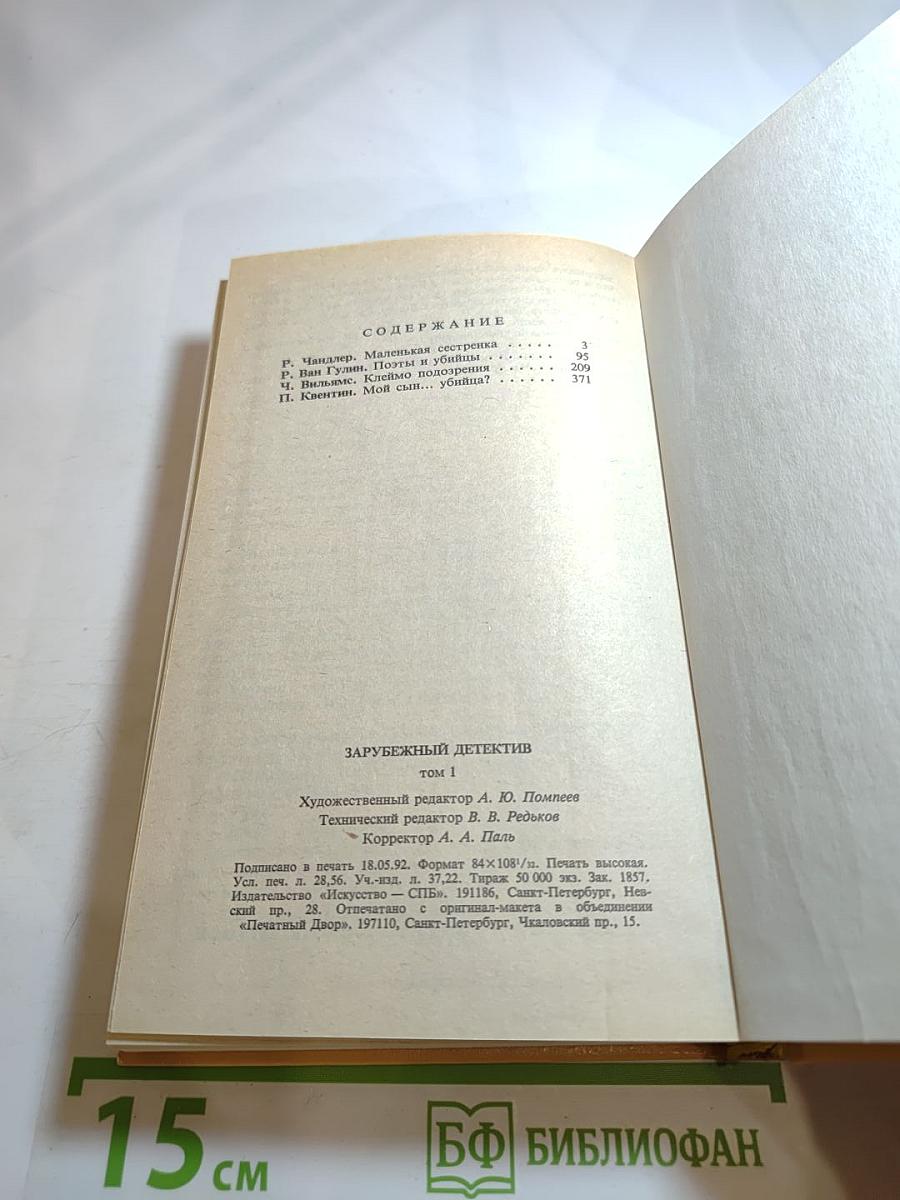 СОДЕРЖАНИЕ
Р. Чандлер. Маленькая сестренка . . . . . 3
Р. Ван Гулин. Поэты и убийцы . . . . . . . 95
Ч. Вильямс. Клеймо подозрения . . . . . . 209
П. Квентин. Мой сын... убийца? . . . . . . 371
ЗАРУБЕЖНЫЙ ДЕТЕКТИВ
том 1
Художественный редактор А. Ю. Помпеев
Технический редактор В. В. Редьков
Корректор А. А. Паль
Подписано в печать 18.05.92. Формат 84×108¹/₃₂. Печать высокая.
Усл. печ. л. 28,56. Уч.-изд. л. 37,22. Тираж 50 000 экз. Зак. 1857.
Издательство «Искусство — СПБ». 191186, Санкт-Петербург, Нев-
ский пр., 28. Отпечатано с оригинал-макета в объединении
«Печатный Двор». 197110, Санкт-Петербург, Чкаловский пр., 15.
15 см
БФ БИБЛИОФАН